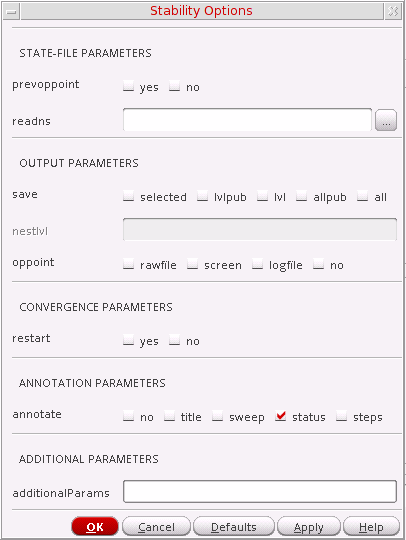 Stability Options
STATE-FILE PARAMETERS
prevoppoint yes no
readns ...
OUTPUT PARAMETERS
save selected lvlpub lvl allpub all
nestlvl
oppoint rawfile screen logfile no
CONVERGENCE PARAMETERS
restart yes no
ANNOTATION PARAMETERS
annotate no title sweep status steps
ADDITIONAL PARAMETERS
additionalParams
OK Cancel Defaults Apply Help